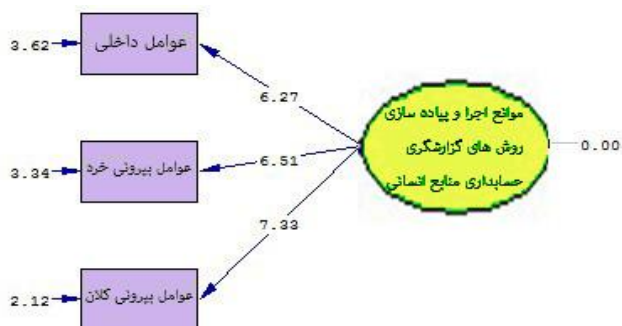 3.62
عوامل داخلی
6.27
موانع اجرا و پیاده سازی
روش های گزارشگری
حسابداری منابع انسانی
0.00
3.34
عوامل بیرونی خرد
6.51
7.33
2.12
عوامل بیرونی کلان